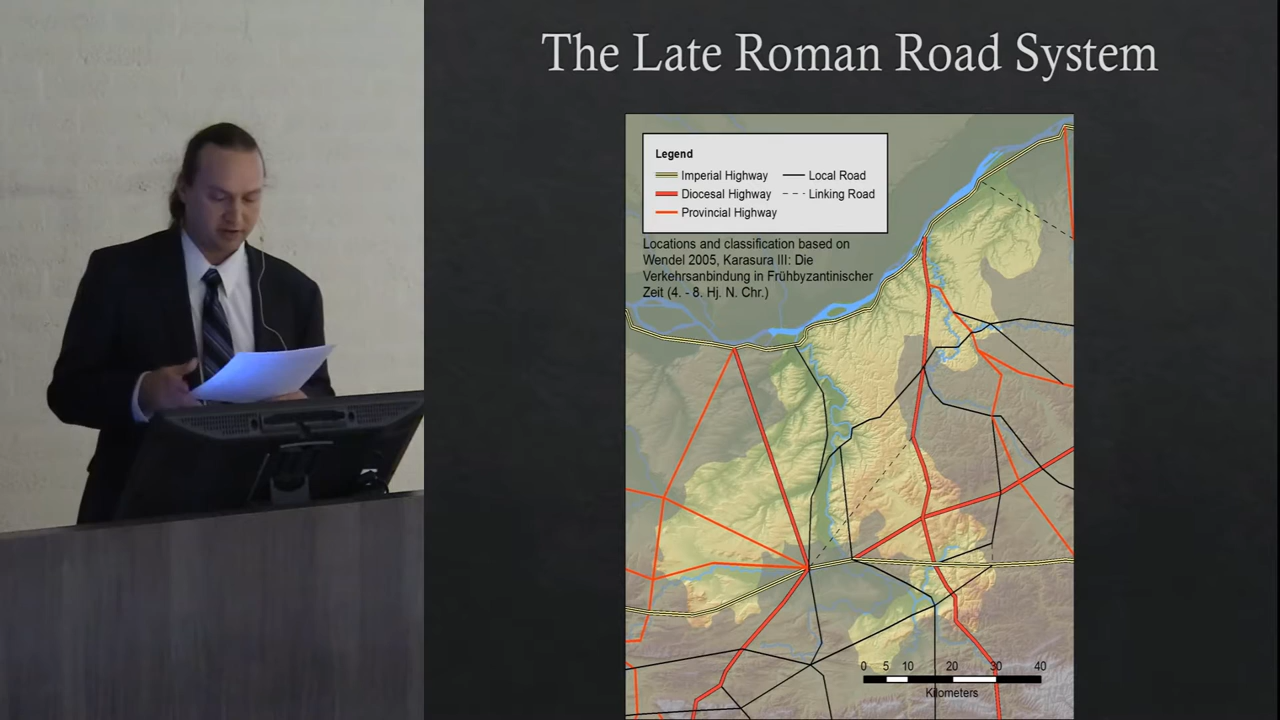 The Late Roman Road System
Legend
Imperial Highway
Local Road
Diocesal Highway
Linking Road
Provincial Highway
Locations and classification based on
Wendel 2005, Karasura III: Die
Verkehrsanbindung in Frühbyzantinischer
Zeit (4. - 8. Hj. N. Chr.)
0 5 10 20 30 40
Kilometers